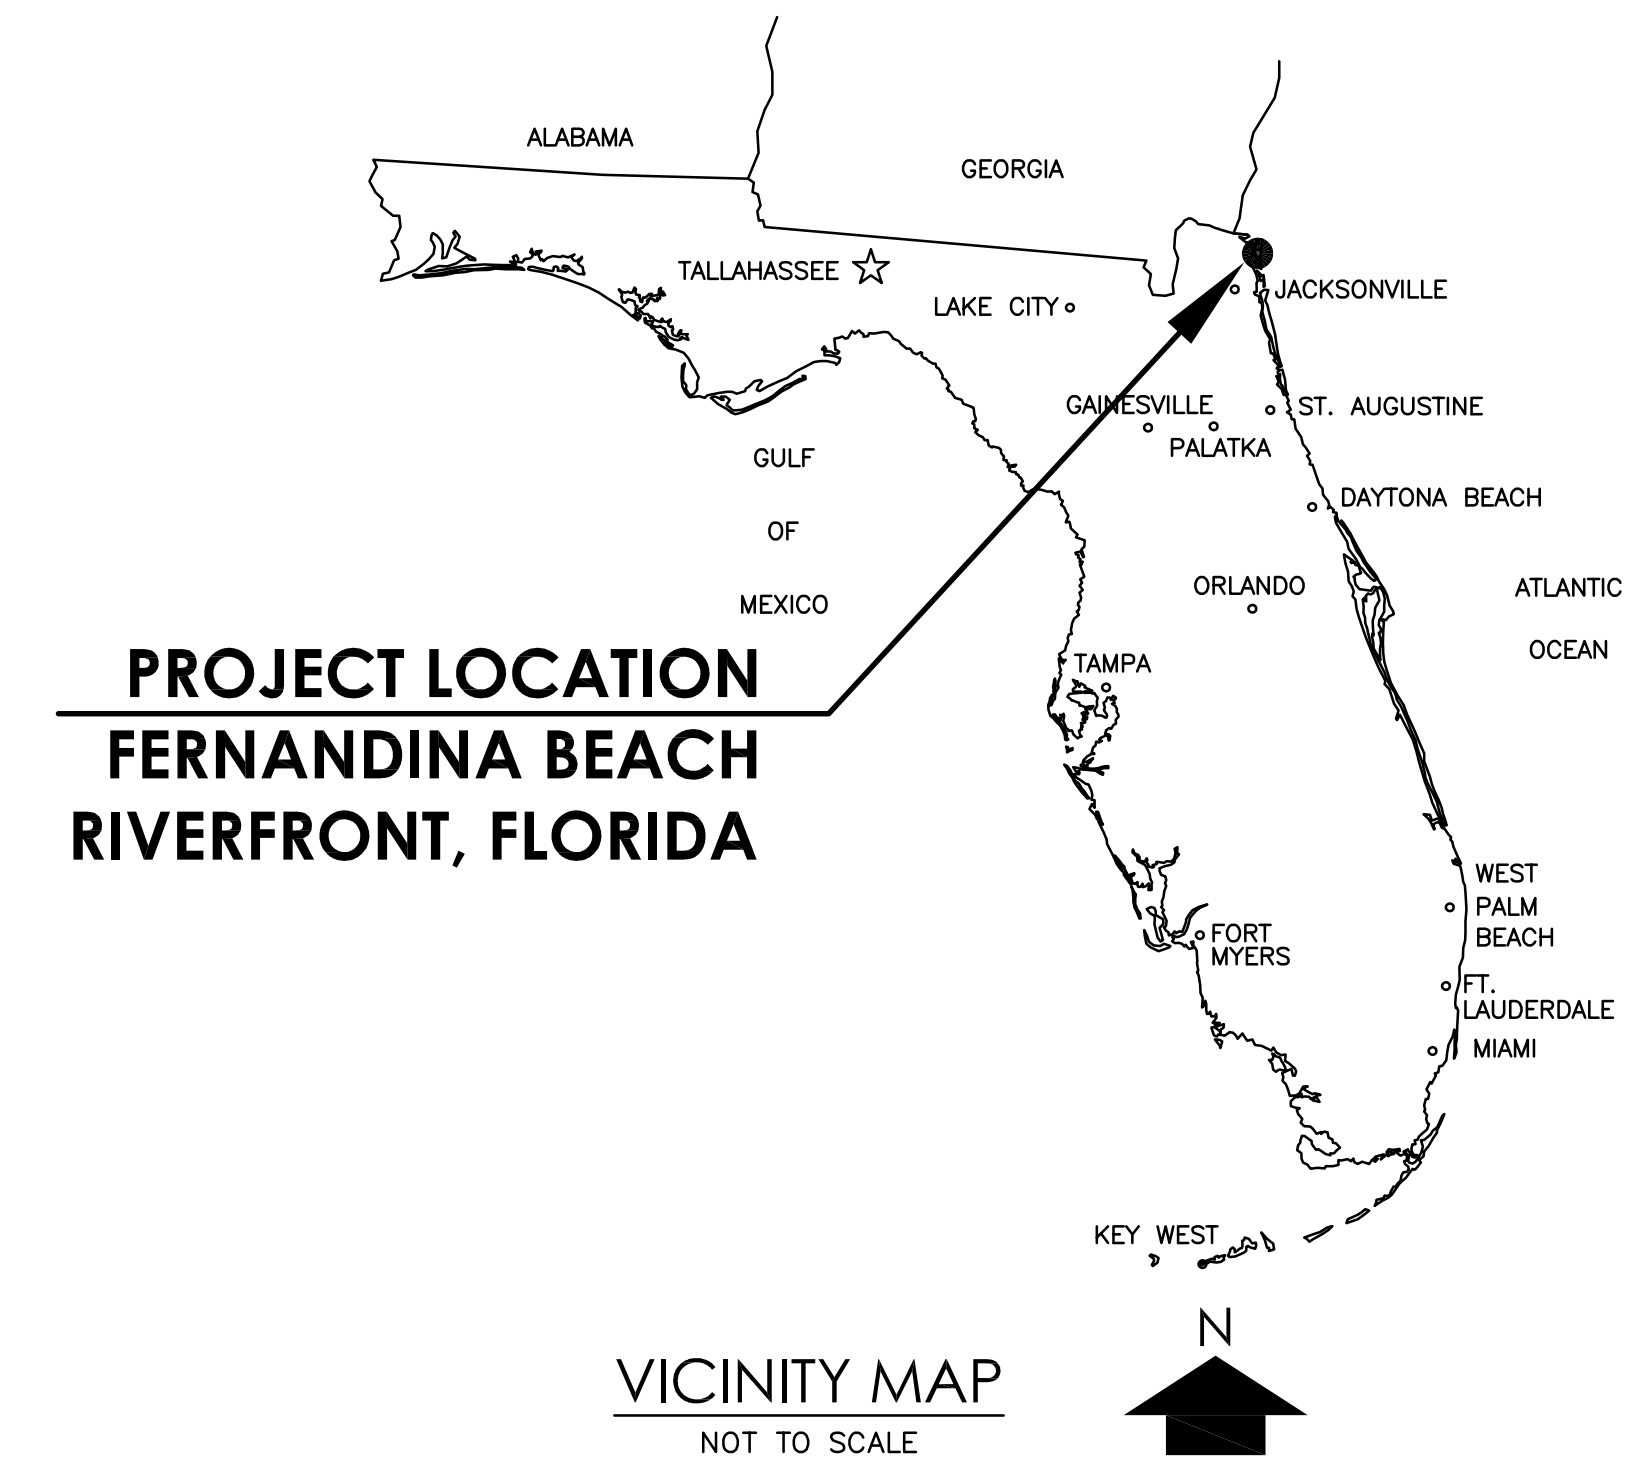 ALABAMA
GEORGIA
TALLAHASSEE
JACKSONVILLE
LAKE CITY
GAINESVILLE
ST. AUGUSTINE
PALATKA
GULF
OF
MEXICO
DAYTONA BEACH
ORLANDO
ATLANTIC
OCEAN
TAMPA
PROJECT LOCATION
FERNANDINA BEACH
RIVERFRONT, FLORIDA
WEST
PALM
BEACH
FORT
MYERS
FT.
LAUDERDALE
MIAMI
KEY WEST
N
VICINITY MAP
NOT TO SCALE